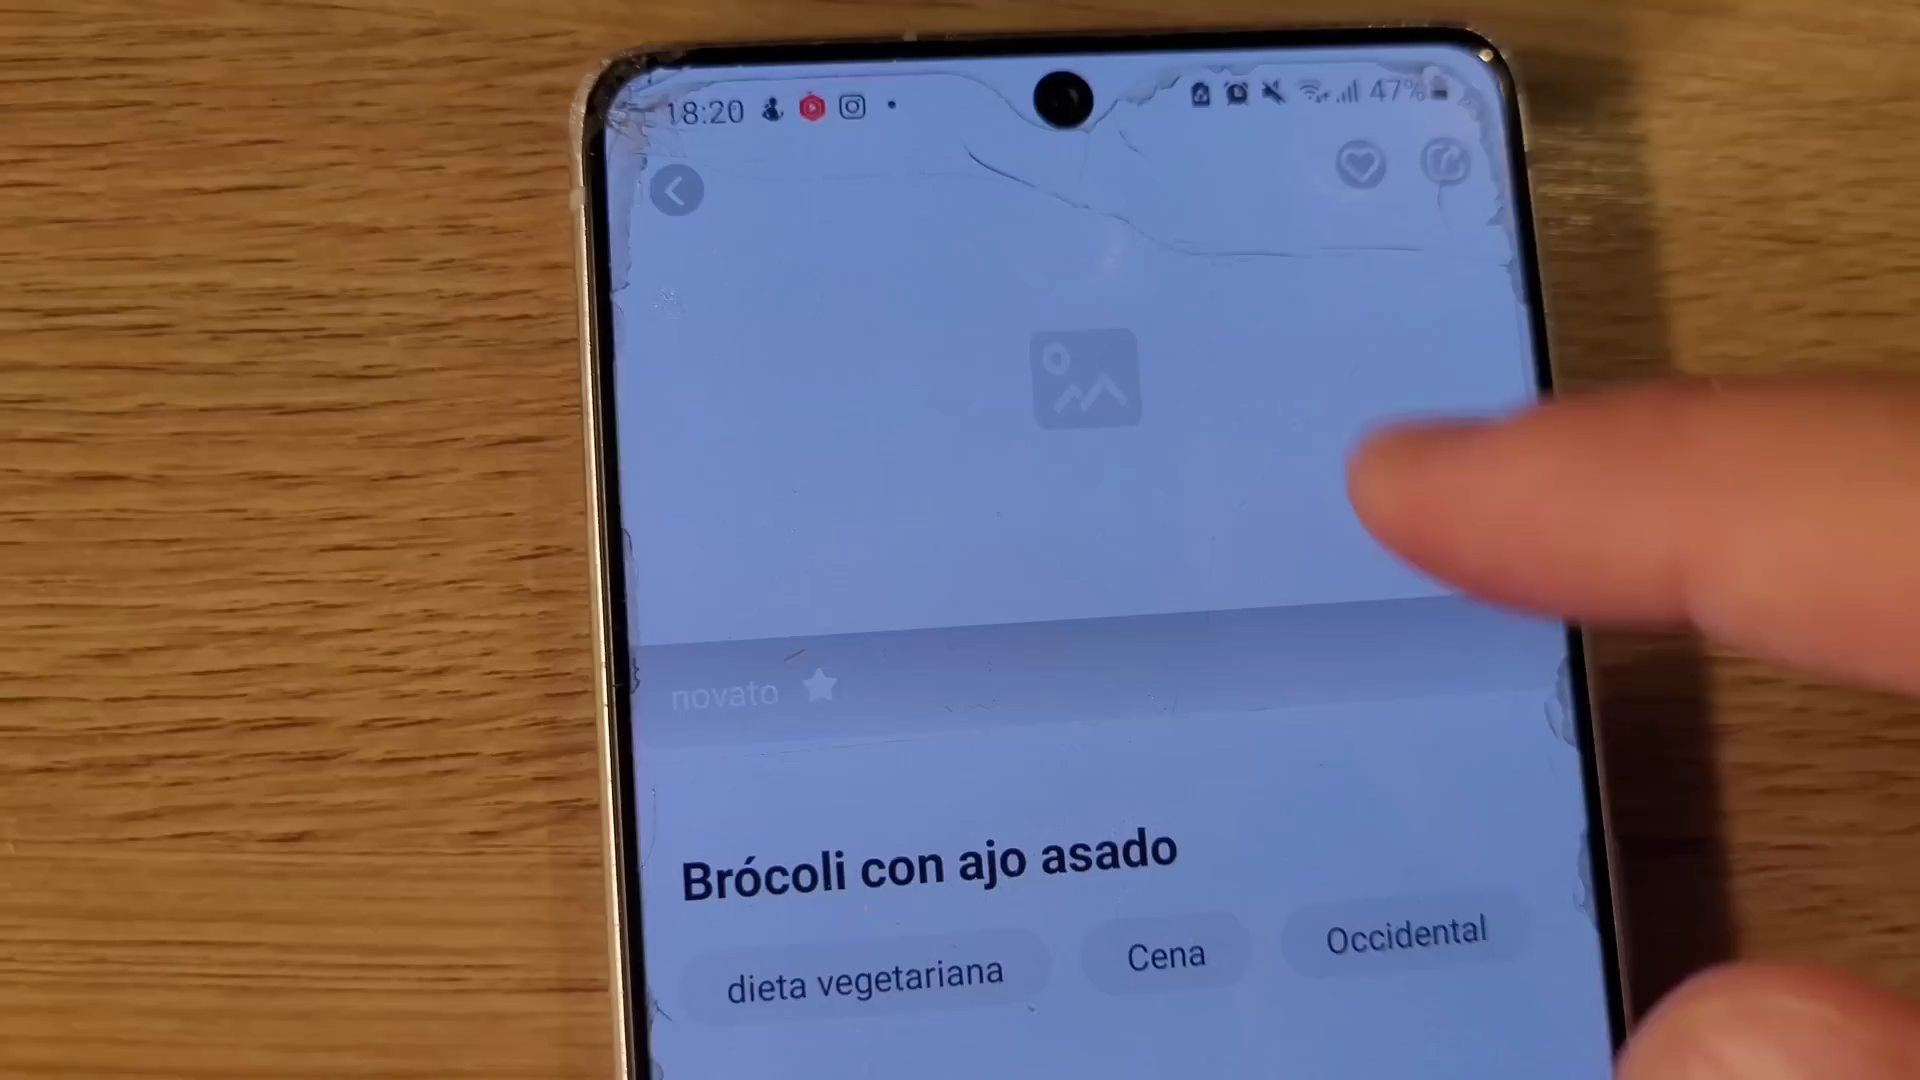 18:20 47%
novato
Brócoli con ajo asado
dieta vegetariana Cena Occidental